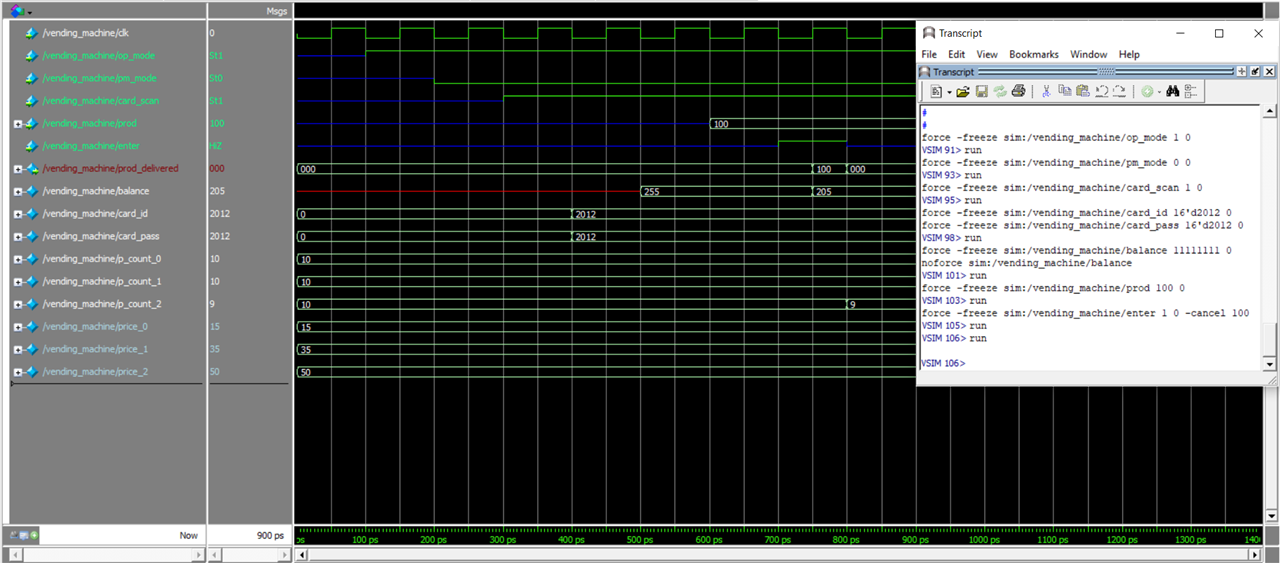 Msgs
/vending_machine/clk 0
/vending_machine/op_mode St1
/vending_machine/pm_mode St0
/vending_machine/card_scan St1
/vending_machine/prod 100 100
/vending_machine/enter HiZ
/vending_machine/prod_delivered 000 000 100 000
/vending_machine/balance 205 255 205
/vending_machine/card_id 2012 0 2012
/vending_machine/card_pass 2012 0 2012
/vending_machine/p_count_0 10 10
/vending_machine/p_count_1 10 10
/vending_machine/p_count_2 9 10 9
/vending_machine/price_0 15 15
/vending_machine/price_1 35 35
/vending_machine/price_2 50 50
Now 900 ps
ps 100 ps 200 ps 300 ps 400 ps 500 ps 600 ps 700 ps 800 ps 900 ps 1000 ps 1100 ps 1200 ps 1300 ps 1400
Transcript
File Edit View Bookmarks Window Help
Transcript
#
#
force -freeze sim:/vending_machine/op_mode 1 0
VSIM 91> run
force -freeze sim:/vending_machine/pm_mode 0 0
VSIM 93> run
force -freeze sim:/vending_machine/card_scan 1 0
VSIM 95> run
force -freeze sim:/vending_machine/card_id 16'd2012 0
force -freeze sim:/vending_machine/card_pass 16'd2012 0
VSIM 98> run
force -freeze sim:/vending_machine/balance 11111111 0
noforce sim:/vending_machine/balance
VSIM 101> run
force -freeze sim:/vending_machine/prod 100 0
VSIM 103> run
force -freeze sim:/vending_machine/enter 1 0 -cancel 100
VSIM 105> run
VSIM 106> run
VSIM 106>